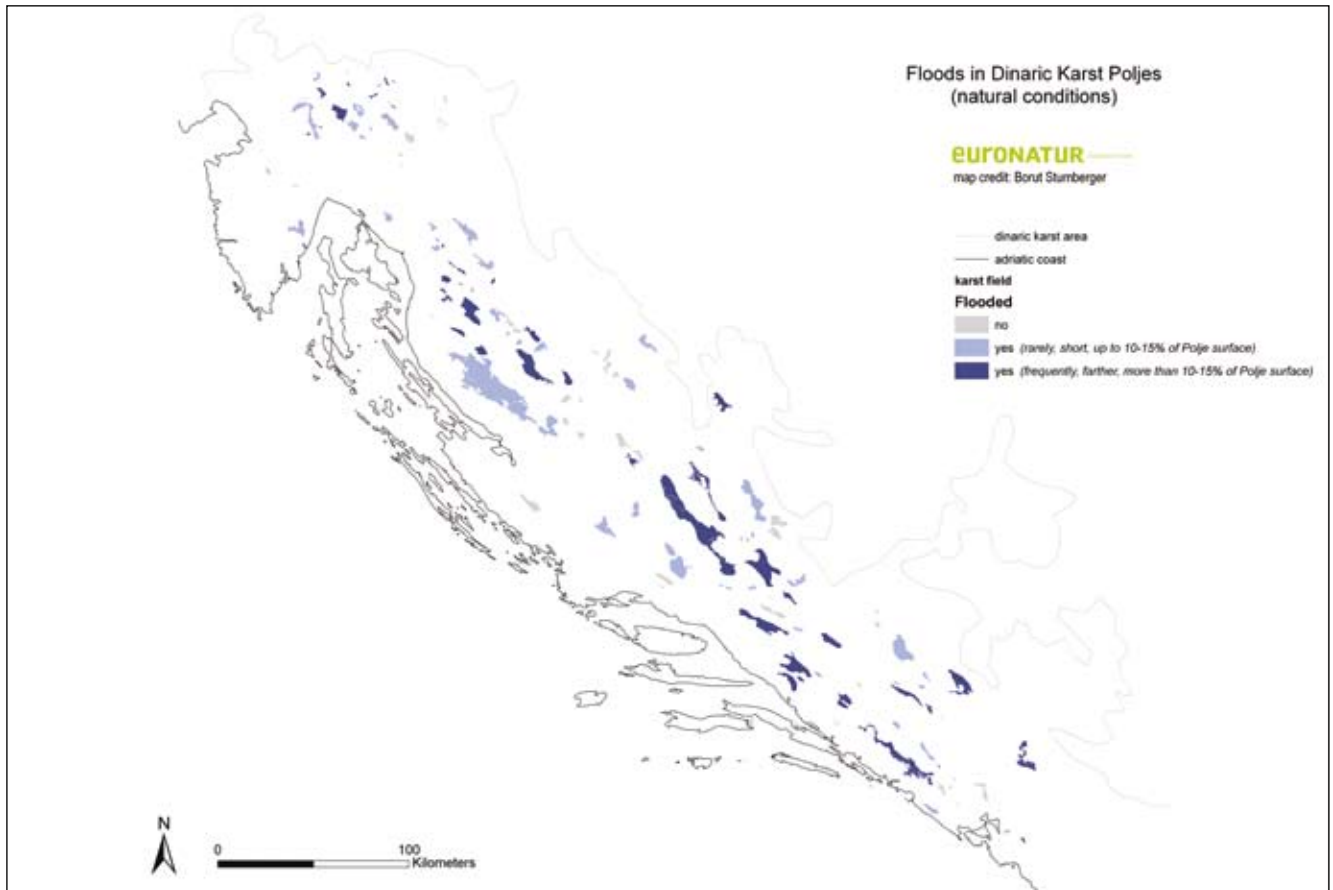 Floods in Dinaric Karst Poljes
(natural conditions)
euronatur
map credit: Borut Stumberger
dinaric karst area
adriatic coast
karst field
Flooded
no
yes (rarely, short, up to 10-15% of Polje surface)
yes (frequently, farther, more than 10-15% of Polje surface)
N
0 100
Kilometers